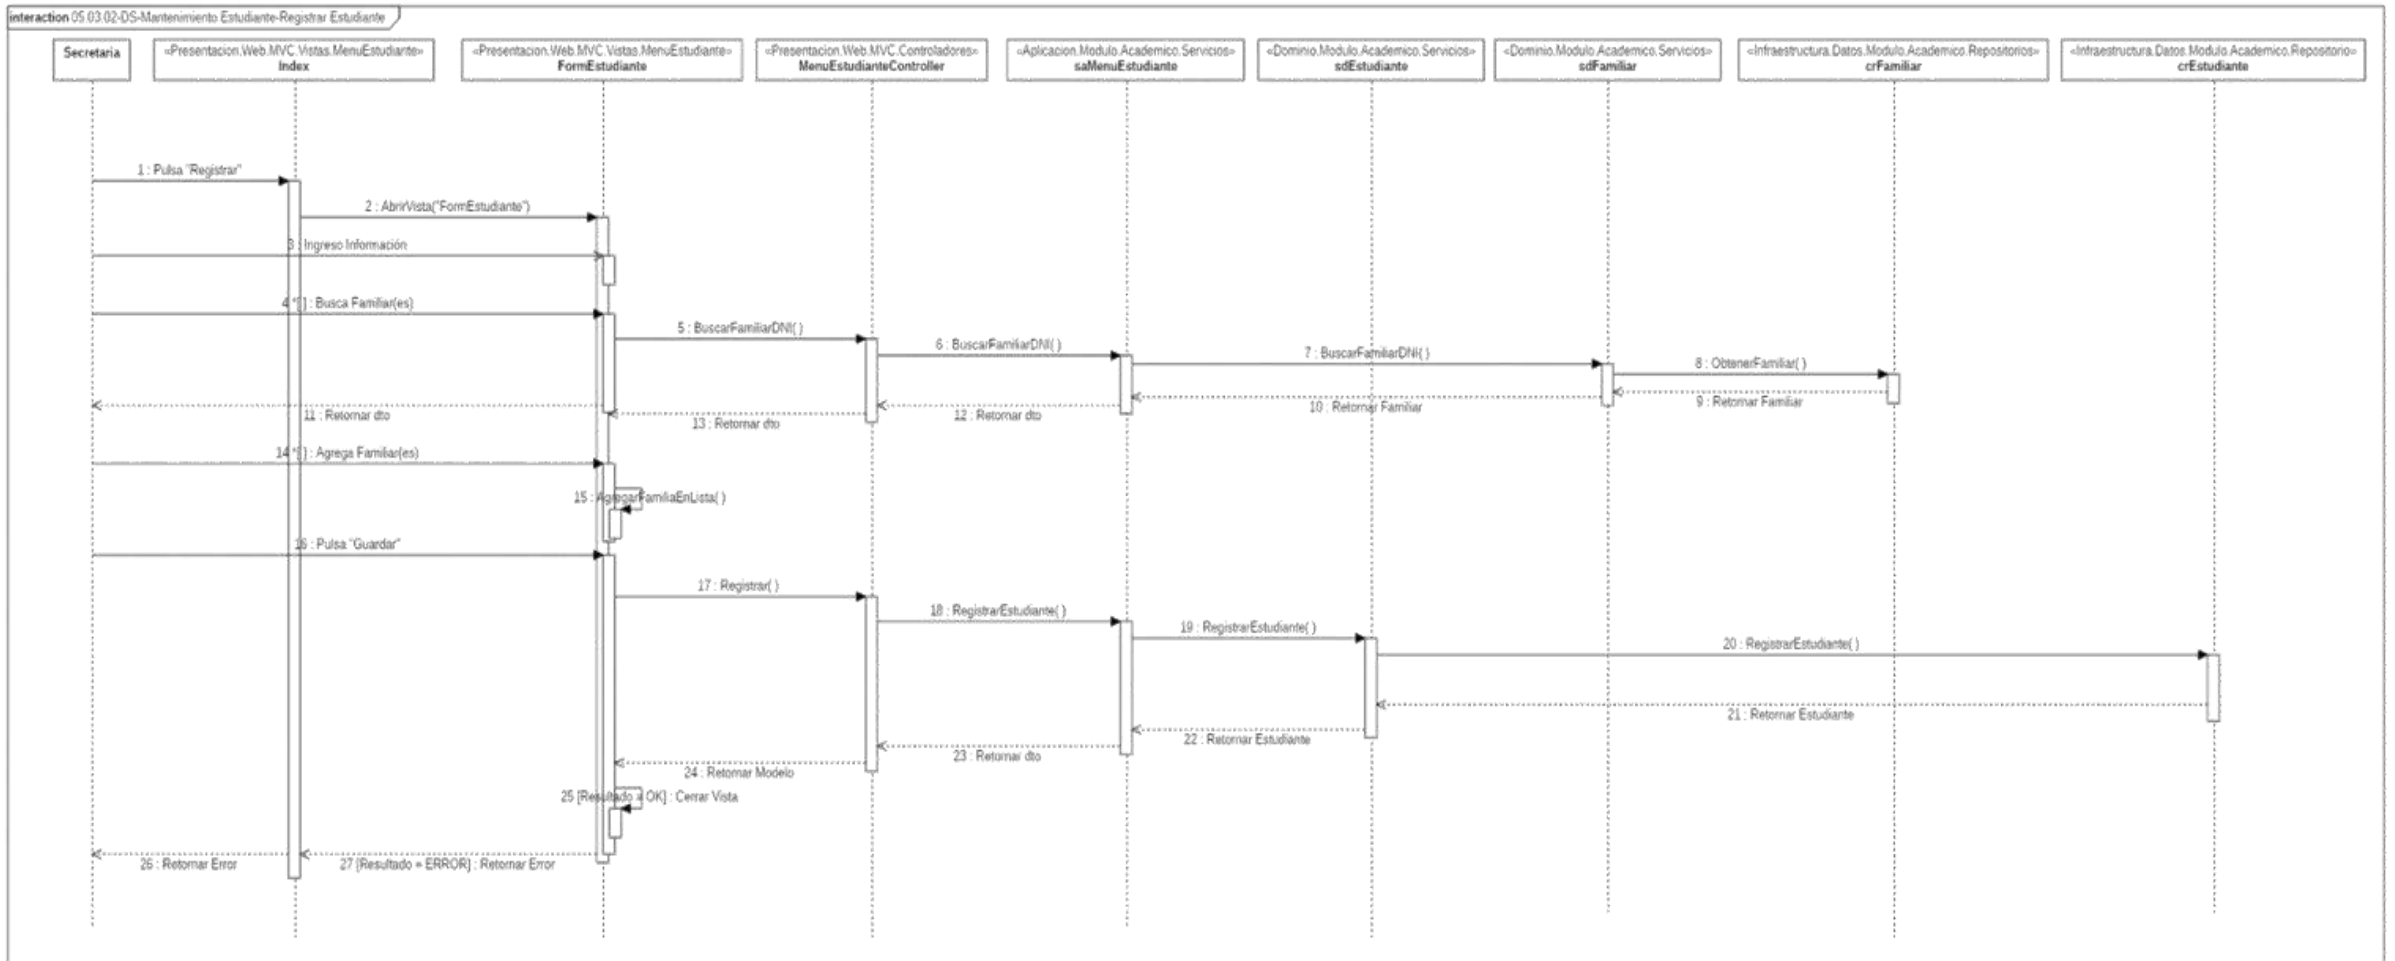 interaction 05.03.02-DS-Mantenimiento Estudiante-Registrar Estudiante
Secretaria
«Presentacion.Web.MVC.Vistas.MenuEstudiante»
Index
«Presentacion.Web.MVC.Vistas.MenuEstudiante»
FormEstudiante
«Presentacion.Web.MVC.Controladores»
MenuEstudianteController
«Aplicacion.Modulo.Academico.Servicios»
saMenuEstudiante
«Dominio.Modulo.Academico.Servicios»
sdEstudiante
«Dominio.Modulo.Academico.Servicios»
sdFamiliar
«Infraestructura.Datos.Modulo.Academico.Repositorios»
crFamiliar
«Infraestructura.Datos.Modulo.Academico.Repositorio»
crEstudiante
1 : Pulsa "Registrar"
2 : AbrirVista("FormEstudiante")
3 : Ingreso Información
4 *[ ] : Busca Familiar(es)
5 : BuscarFamiliarDNI( )
6 : BuscarFamiliarDNI( )
7 : BuscarFamiliarDNI( )
8 : ObtenerFamiliar( )
9 : Retornar Familiar
10 : Retornar Familiar
11 : Retornar dto
12 : Retornar dto
13 : Retornar dto
14 *[ ] : Agrega Familiar(es)
15 : AgregarFamiliaEnLista( )
16 : Pulsa "Guardar"
17 : Registrar( )
18 : RegistrarEstudiante( )
19 : RegistrarEstudiante( )
20 : RegistrarEstudiante( )
21 : Retornar Estudiante
22 : Retornar Estudiante
23 : Retornar dto
24 : Retornar Modelo
25 [Resultado = OK] : Cerrar Vista
26 : Retornar Error
27 [Resultado = ERROR] : Retornar Error